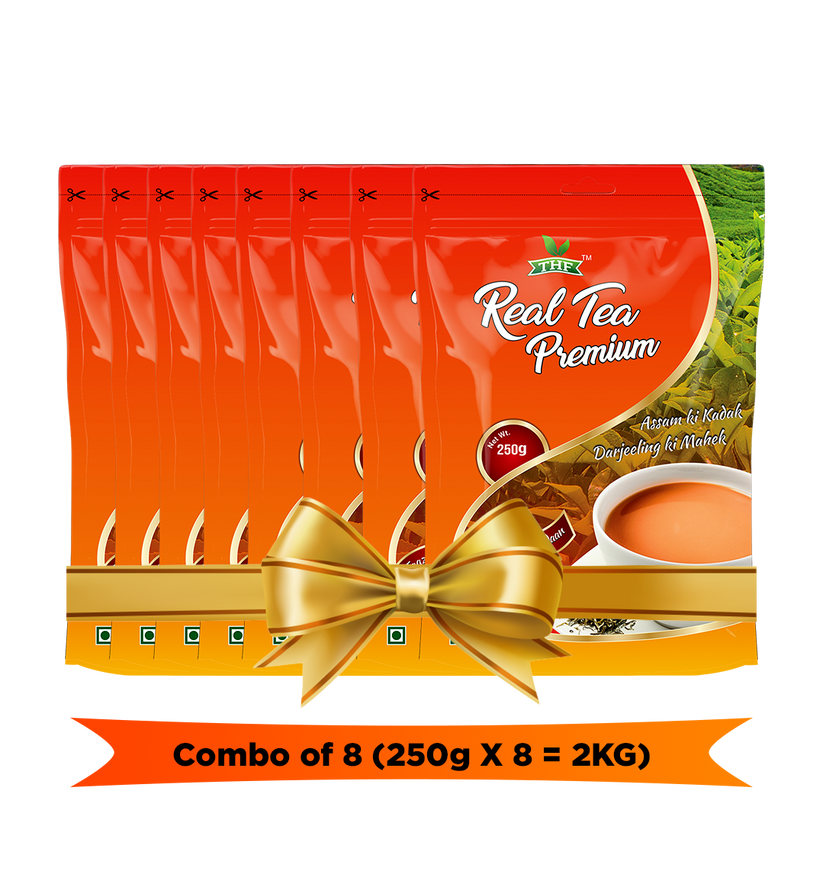 THF TM
Real Tea
Premium
Assam ki Kadak
Darjeeling ki Mahek
Net Wt.
250g
Combo of 8 (250g X 8 = 2KG)